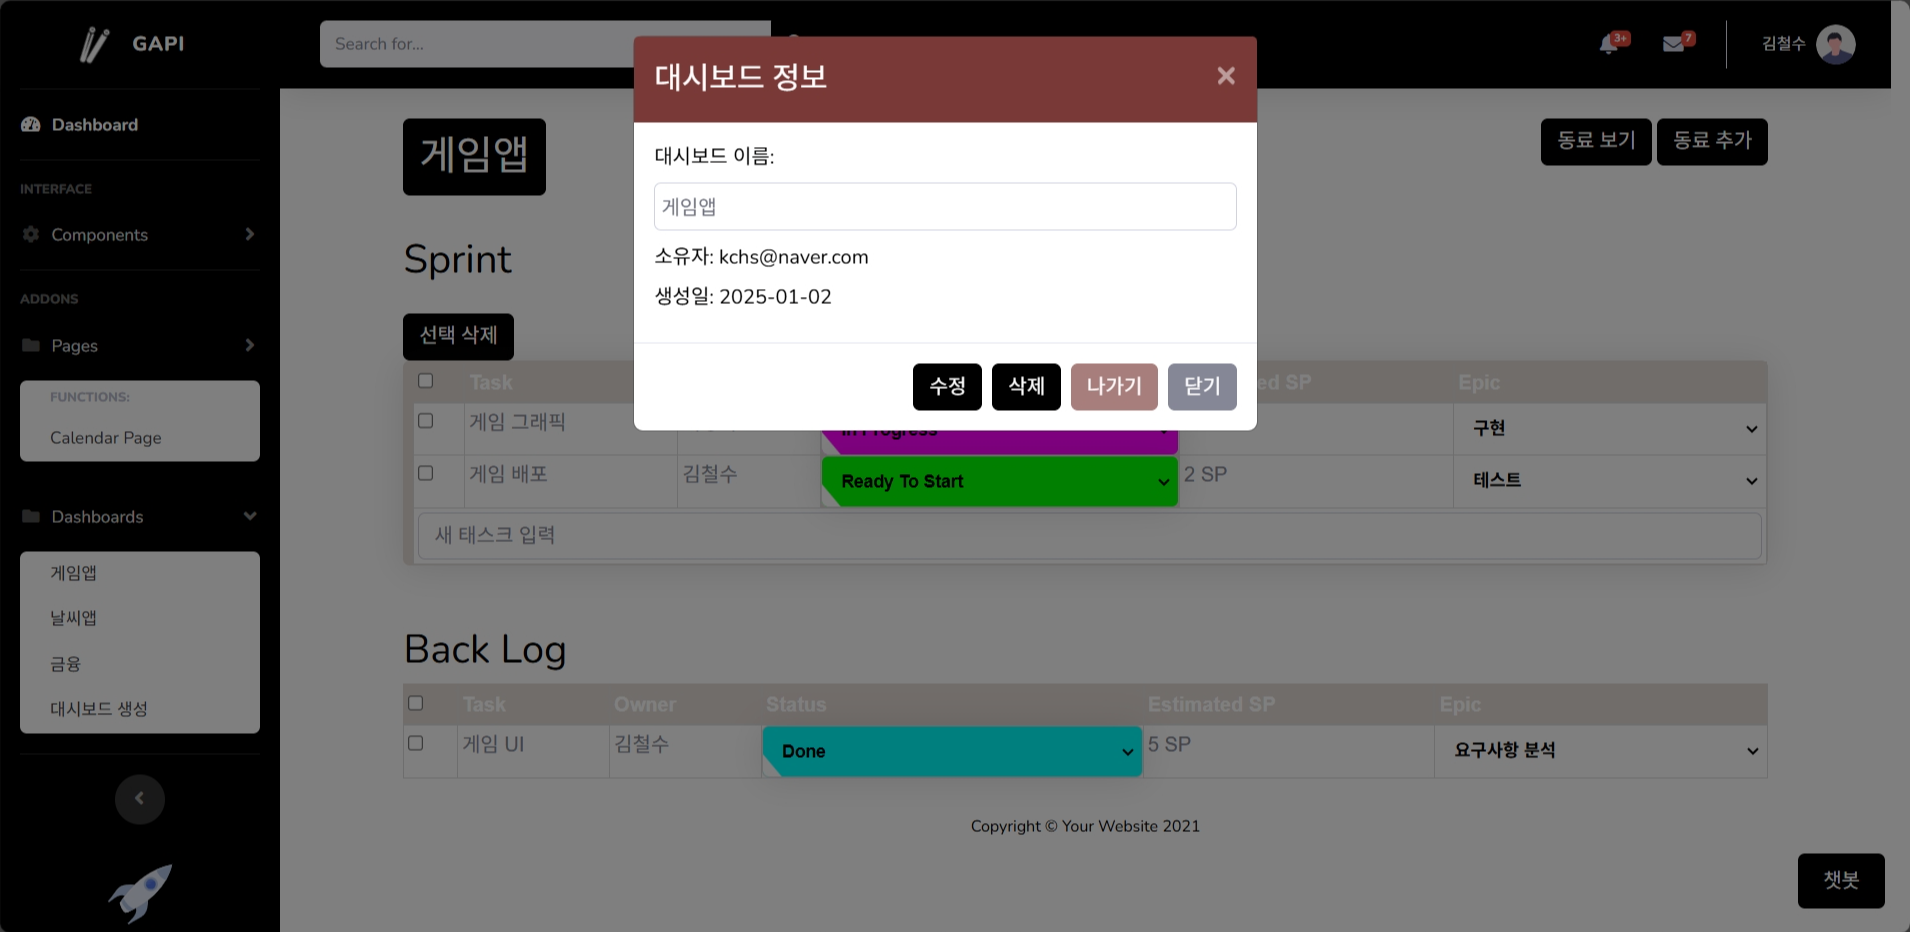 GAPI
Search for...
3+
7
김철수
Dashboard
INTERFACE
Components
ADDONS
Pages
FUNCTIONS:
Calendar Page
Dashboards
게임앱
날씨앱
금융
대시보드 생성
대시보드 정보
×
대시보드 이름:
게임앱
소유자: kchs@naver.com
생성일: 2025-01-02
수정 삭제 나가기 닫기
게임앱
동료 보기 동료 추가
Sprint
선택 삭제
Task ed SP Epic
게임 그래픽 In Progress 구현
게임 배포 김철수 Ready To Start 2 SP 테스트
새 태스크 입력
Back Log
Task Owner Status Estimated SP Epic
게임 UI 김철수 Done 5 SP 요구사항 분석
Copyright © Your Website 2021
챗봇